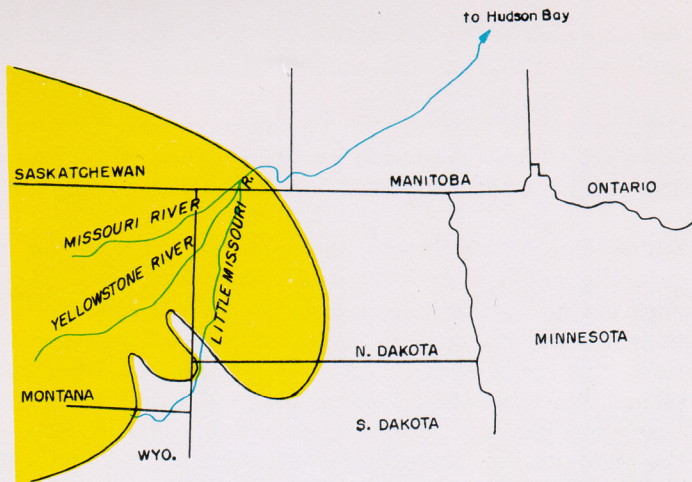 to Hudson Bay
SASKATCHEWAN
MANITOBA
ONTARIO
MISSOURI RIVER
YELLOWSTONE RIVER
LITTLE MISSOURI R.
MINNESOTA
N. DAKOTA
MONTANA
S. DAKOTA
WYO.